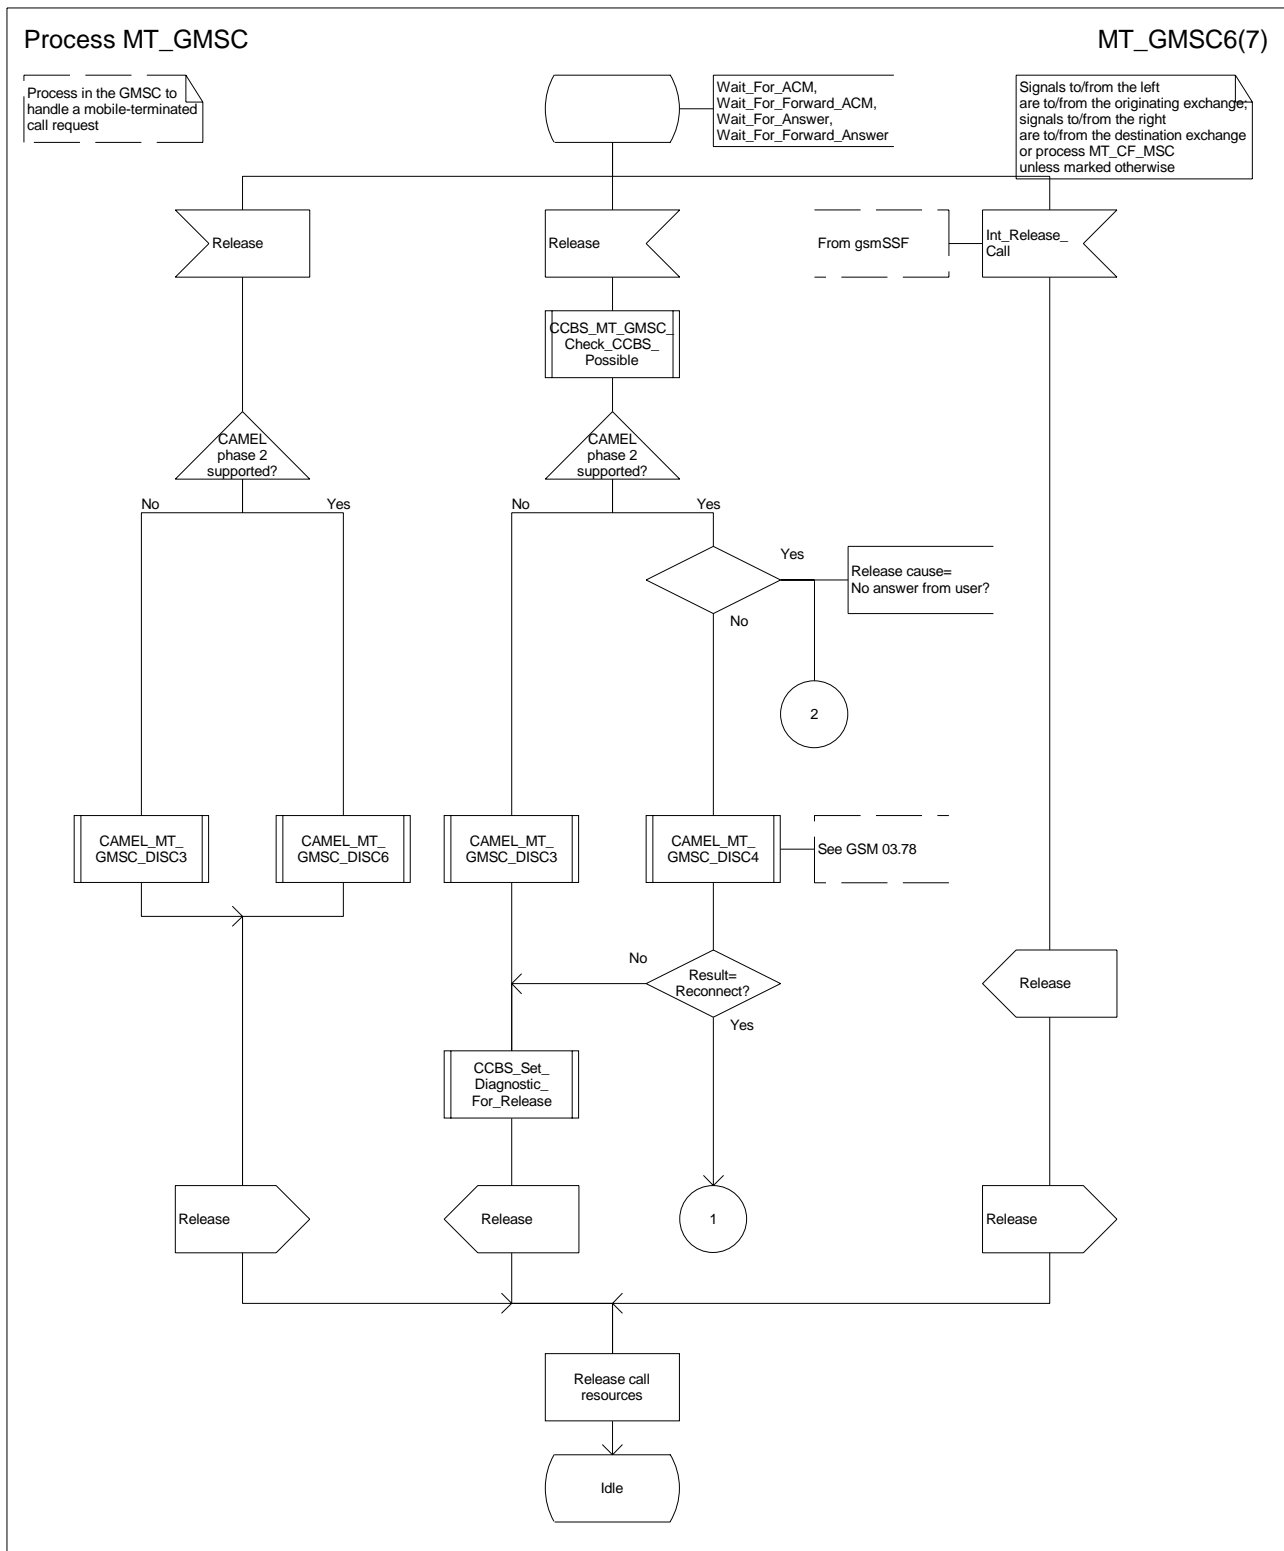 Process MT_GMSC
MT_GMSC6(7)
Process in the GMSC to
handle a mobile-terminated
call request
Wait_For_ACM,
Wait_For_Forward_ACM,
Wait_For_Answer,
Wait_For_Forward_Answer
Signals to/from the left
are to/from the originating exchange;
signals to/from the right
are to/from the destination exchange
or process MT_CF_MSC
unless marked otherwise
Release
Release
From gsmSSF
Int_Release_
Call
CCBS_MT_GMSC_
Check_CCBS_
Possible
CAMEL
phase 2
supported?
CAMEL
phase 2
supported?
No
Yes
No
Yes
Yes
Release cause=
No answer from user?
No
2
CAMEL_MT_
GMSC_DISC3
CAMEL_MT_
GMSC_DISC6
CAMEL_MT_
GMSC_DISC3
CAMEL_MT_
GMSC_DISC4
See GSM 03.78
No
Result=
Reconnect?
Yes
Release
CCBS_Set_
Diagnostic_
For_Release
Release
Release
1
Release
Release call
resources
Idle